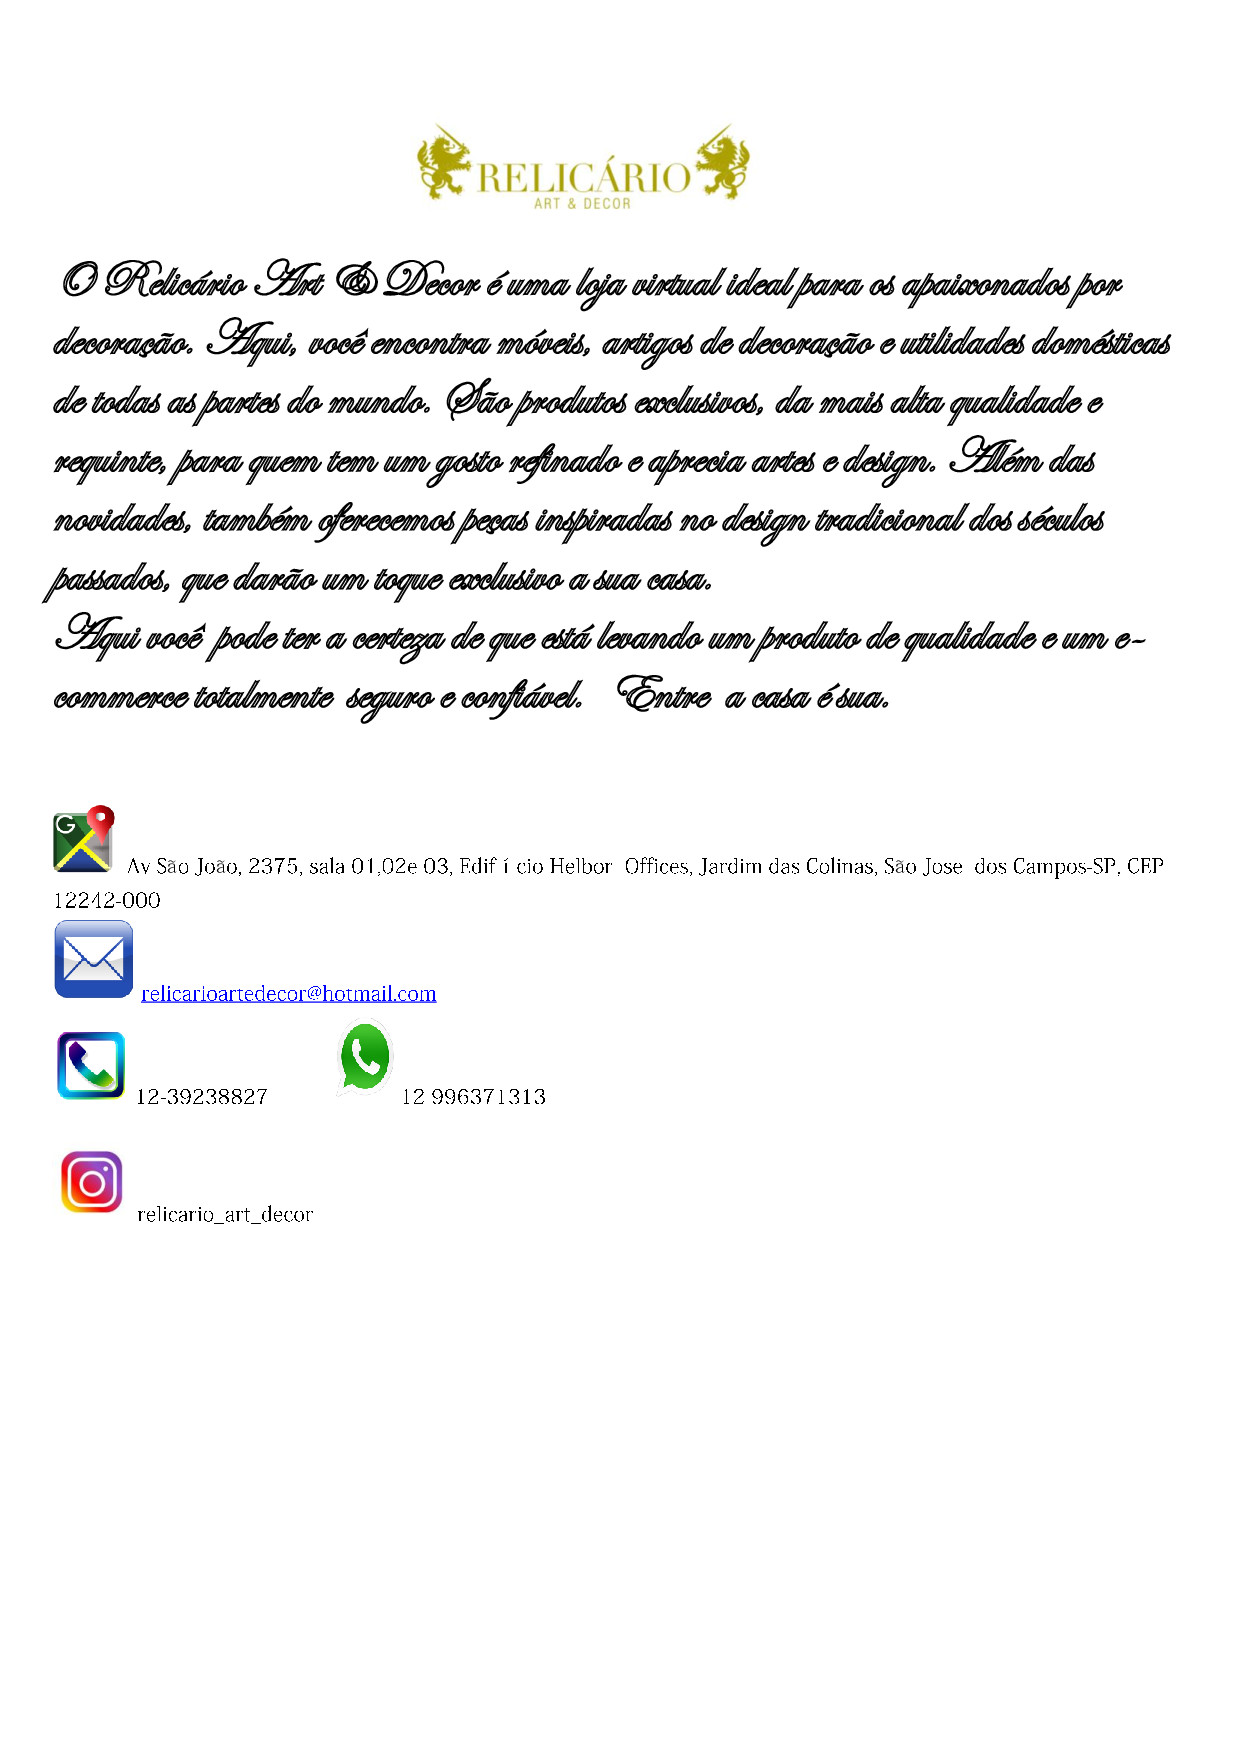 RELICÁRIO
ART & DECOR
O Relicário Art & Decor é uma loja virtual ideal para os apaixonados por
decoração. Aqui, você encontra móveis, artigos de decoração e utilidades domésticas
de todas as partes do mundo. São produtos exclusivos, da mais alta qualidade e
requinte, para quem tem um gosto refinado e aprecia artes e design. Além das
novidades, também oferecemos peças inspiradas no design tradicional dos séculos
passados, que darão um toque exclusivo a sua casa.
Aqui você pode ter a certeza de que está levando um produto de qualidade e um e-
commerce totalmente seguro e confiável. Entre a casa é sua.
G
Av São João, 2375, sala 01,02e 03, Edifício Helbor Offices, Jardim das Colinas, São Jose dos Campos-SP, CEP
12242-000
relicarioartedecor@hotmail.com
12-39238827 12 996371313
relicario_art_decor